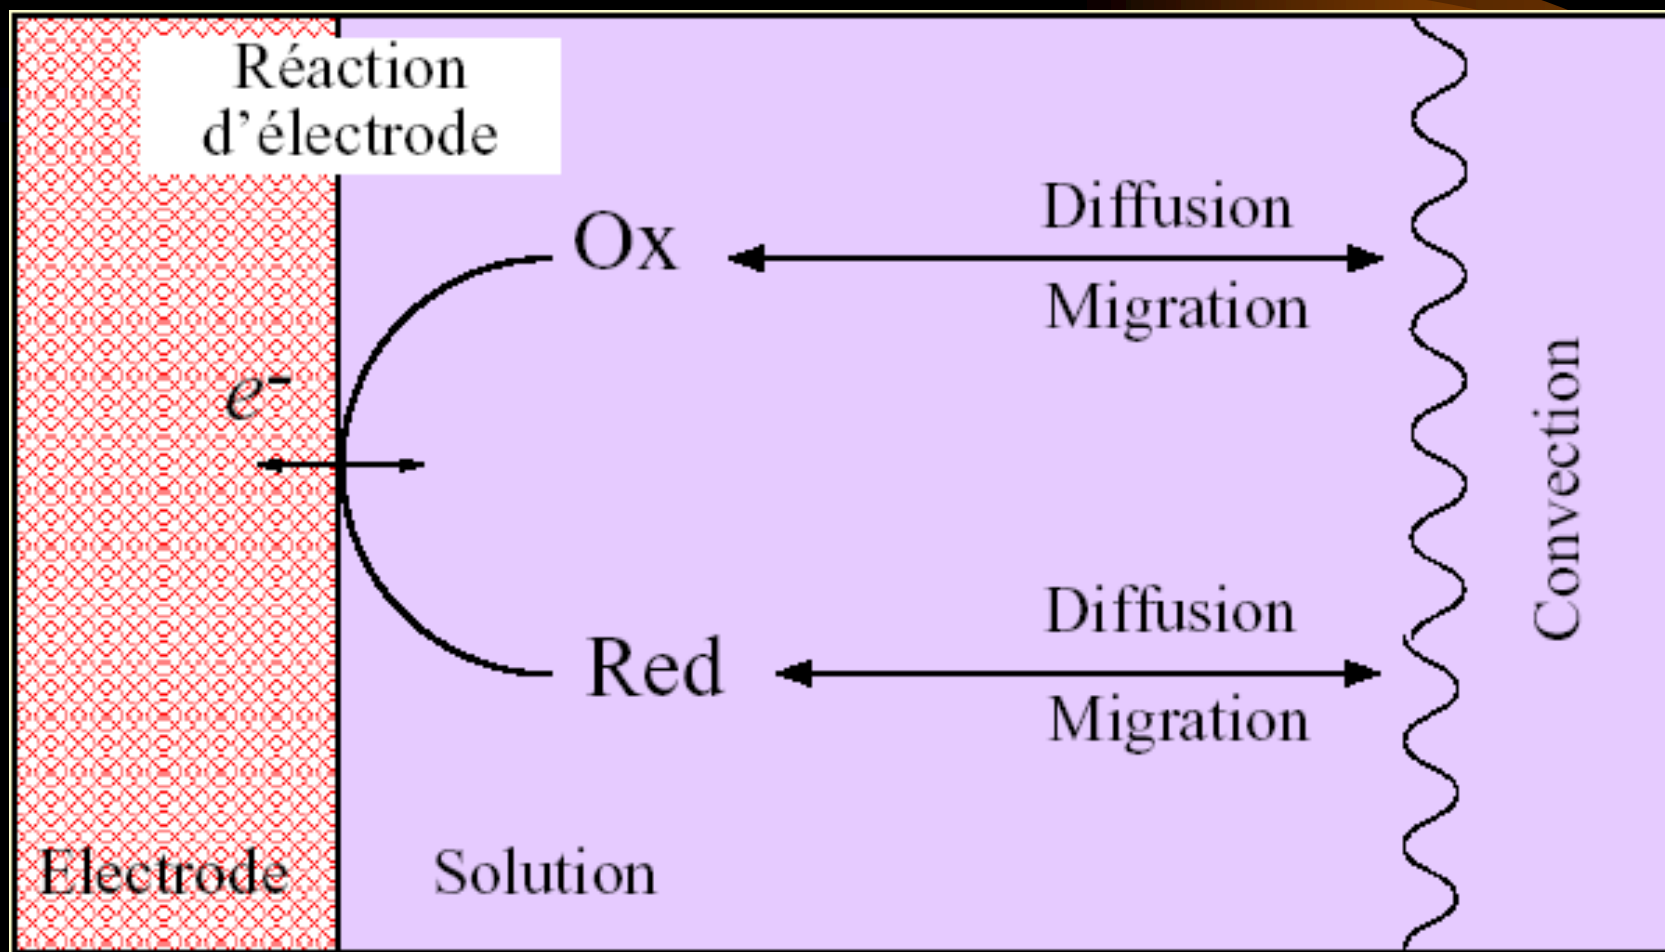 Réaction
d’électrode
Ox
Diffusion
Migration
e-
Convection
Diffusion
Red
Migration
Electrode
Solution